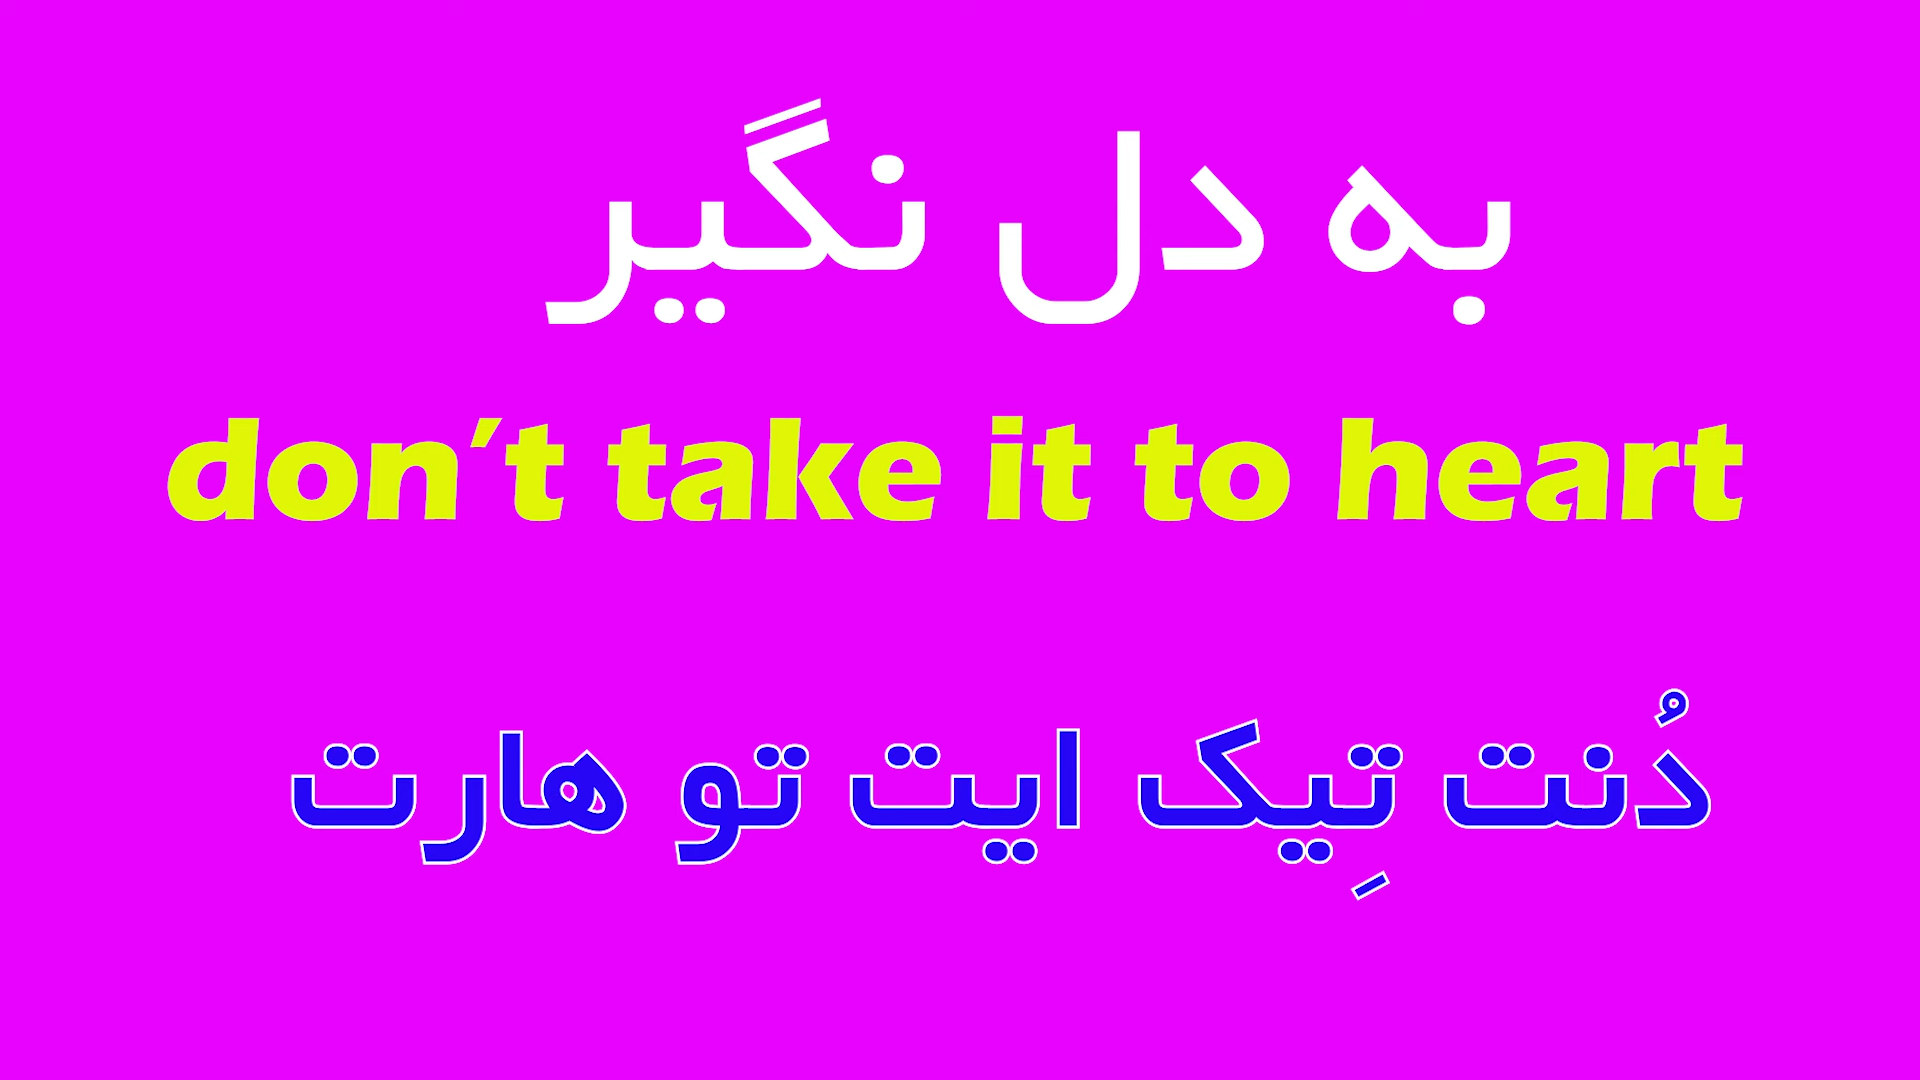 به دل نگیر
don't take it to heart
دُنت تِیک ایت تو هارت